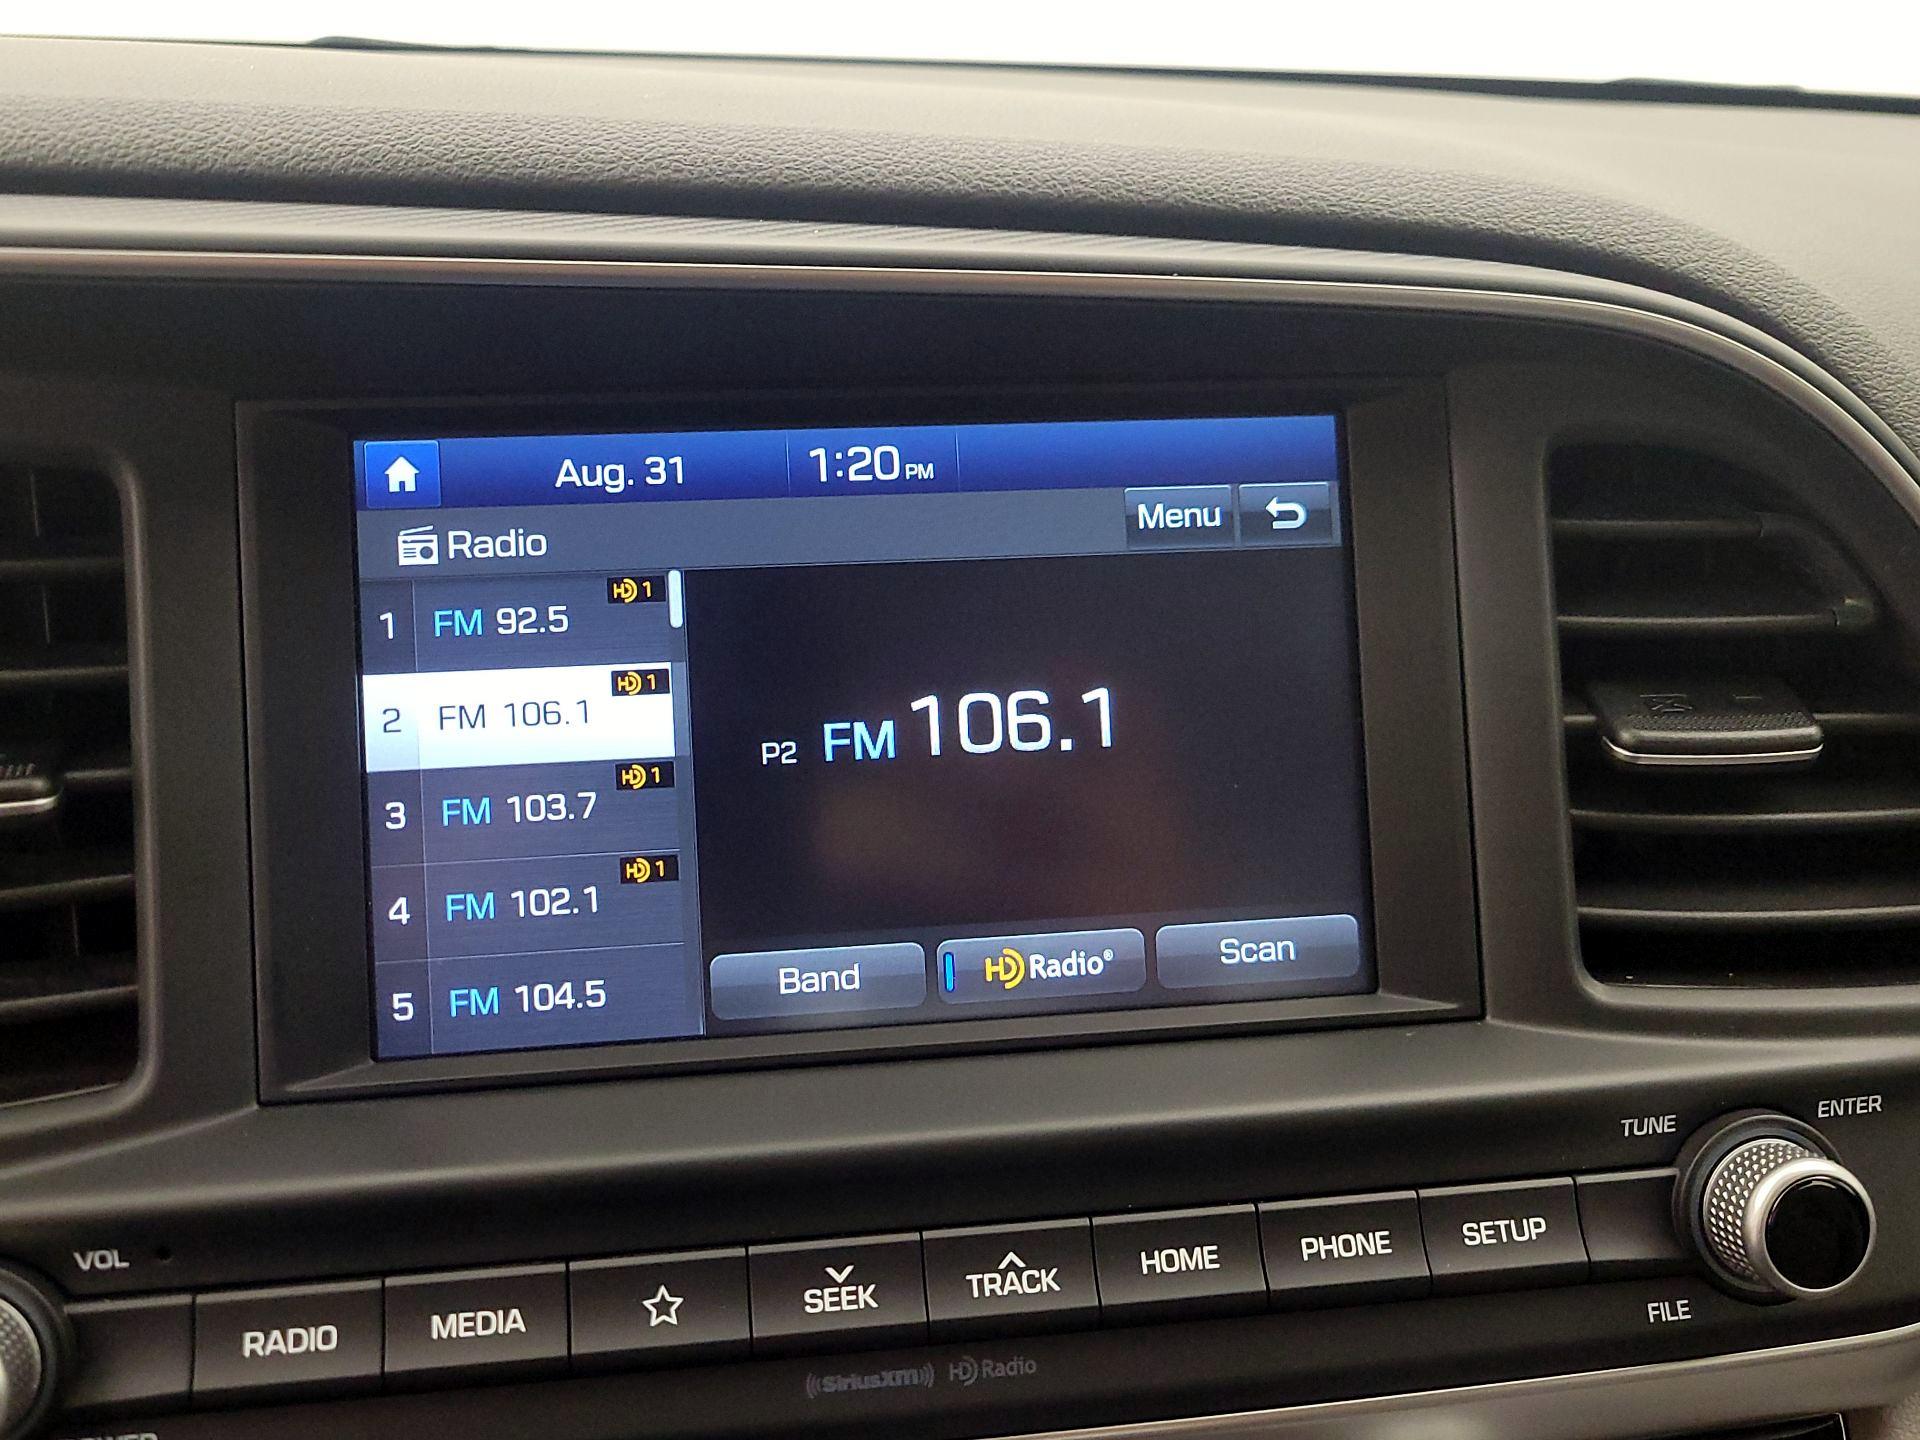 Aug. 31 1:20 PM
Radio
Menu
1 FM 92.5 HD 1
2 FM 106.1 HD 1
3 FM 103.7 HD 1
4 FM 102.1 HD 1
5 FM 104.5
P2 FM 106.1
Band
HD Radio®
Scan
TUNE
ENTER
FILE
VOL
RADIO
MEDIA
SEEK
TRACK
HOME
PHONE
SETUP
SiriusXM HD Radio
POWER